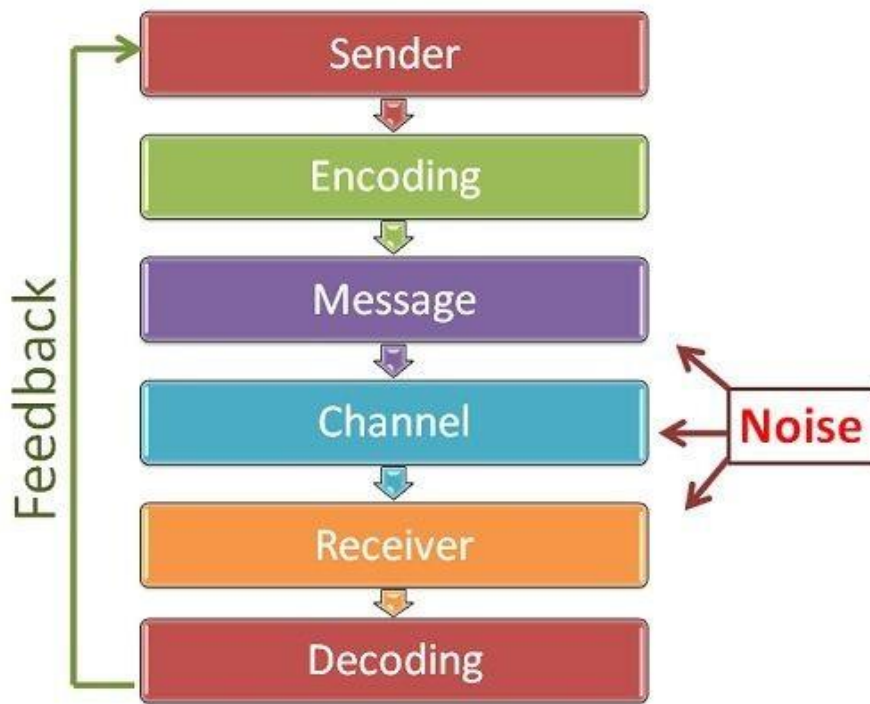 Sender
Encoding
Message
Channel
Receiver
Decoding
Noise
Feedback